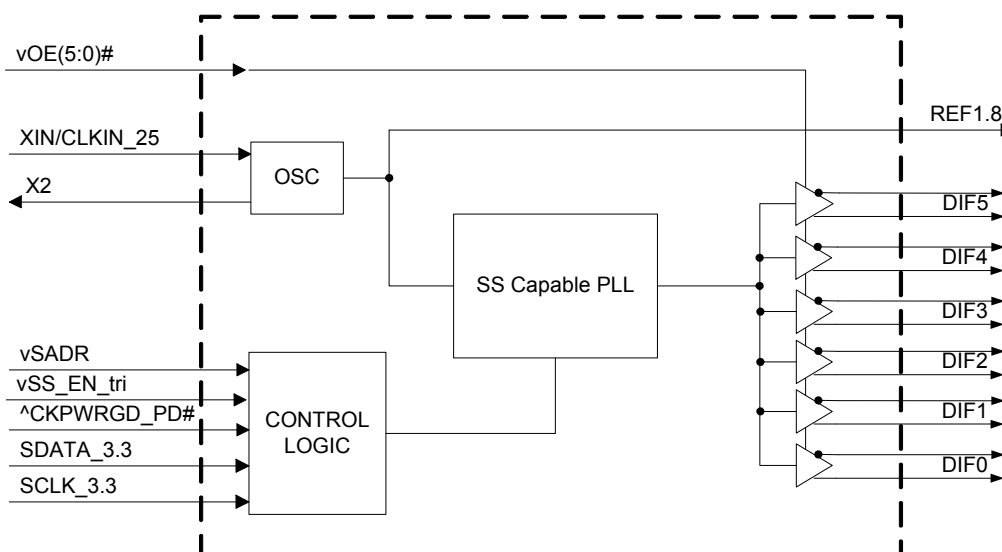 vOE(5:0)#
REF1.8
XIN/CLKIN_25
OSC
X2
DIF5
DIF4
SS Capable PLL
DIF3
vSADR
DIF2
vSS_EN_tri
^CKPWRGD_PD#
CONTROL
LOGIC
DIF1
SDATA_3.3
DIF0
SCLK_3.3